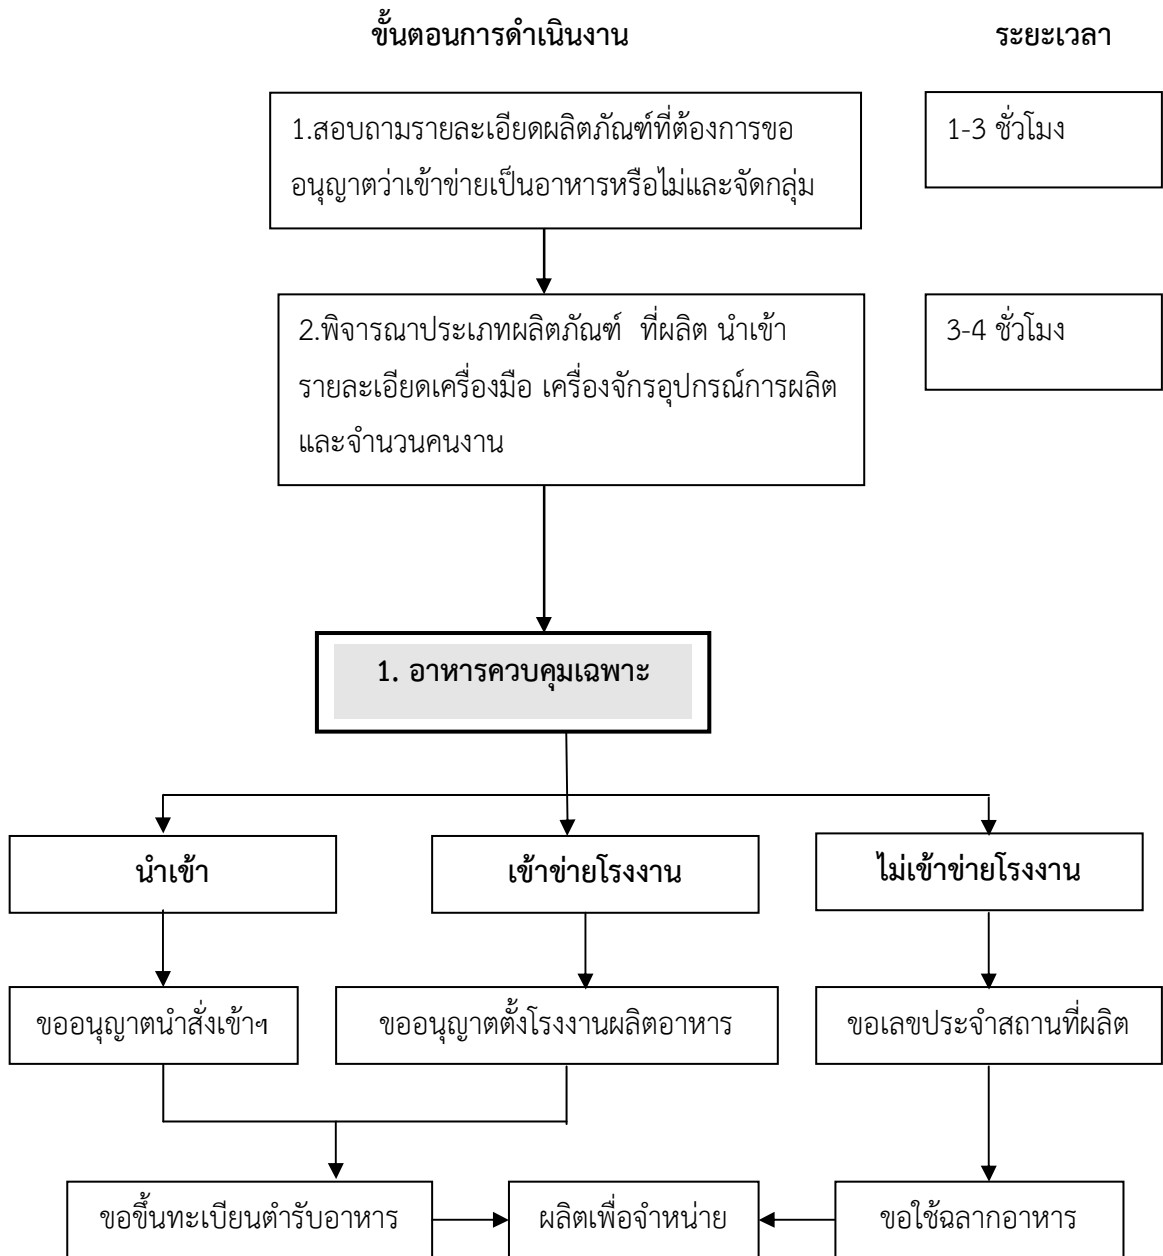 ขั้นตอนการดำเนินงาน ระยะเวลา
1.สอบถามรายละเอียดผลิตภัณฑ์ที่ต้องการขอ
อนุญาตว่าเข้าข่ายเป็นอาหารหรือไม่และจัดกลุ่ม
1-3 ชั่วโมง
2.พิจารณาประเภทผลิตภัณฑ์ ที่ผลิต นำเข้า
รายละเอียดเครื่องมือ เครื่องจักรอุปกรณ์การผลิต
และจำนวนคนงาน
3-4 ชั่วโมง
1. อาหารควบคุมเฉพาะ
นำเข้า
เข้าข่ายโรงงาน
ไม่เข้าข่ายโรงงาน
ขออนุญาตนำสั่งเข้าฯ
ขออนุญาตตั้งโรงงานผลิตอาหาร
ขอเลขประจำสถานที่ผลิต
ขอขึ้นทะเบียนตำรับอาหาร
ผลิตเพื่อจำหน่าย
ขอใช้ฉลากอาหาร